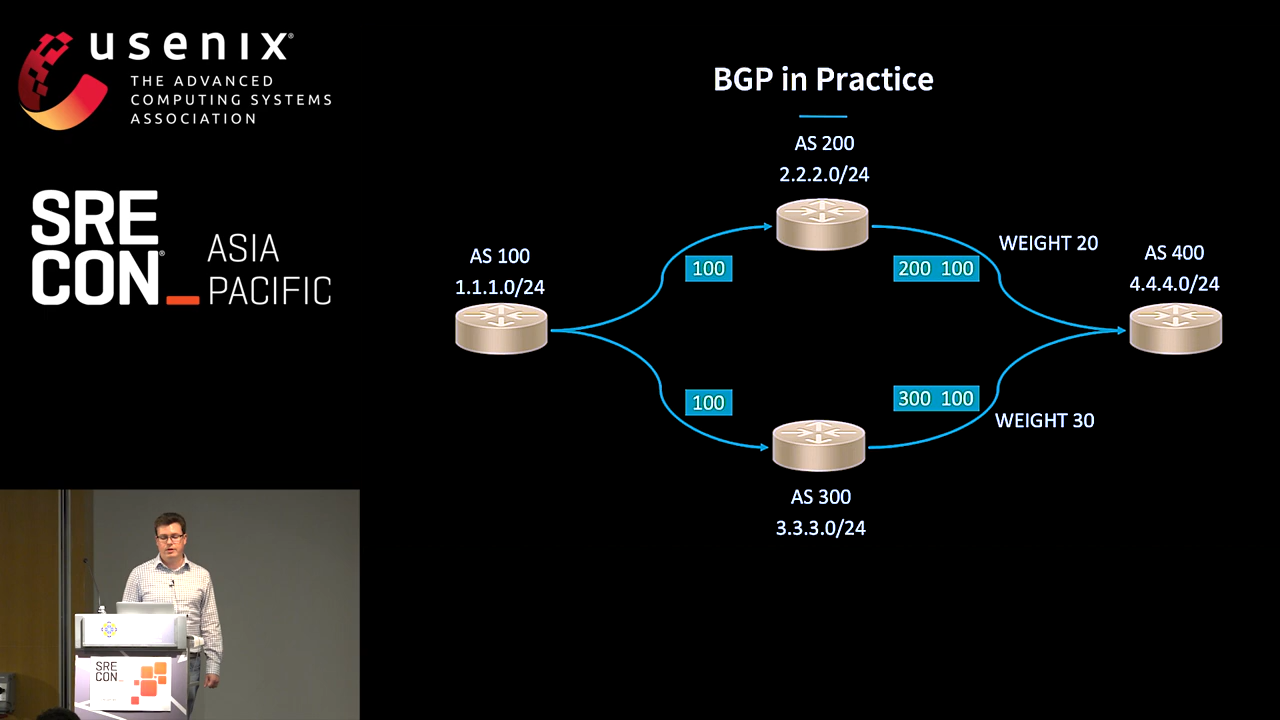 usenix
THE ADVANCED
COMPUTING SYSTEMS
ASSOCIATION
SRE
CON
ASIA
PACIFIC
BGP in Practice
AS 200
2.2.2.0/24
WEIGHT 20
AS 100
1.1.1.0/24
100
200 100
AS 400
4.4.4.0/24
100
300 100
WEIGHT 30
AS 300
3.3.3.0/24
SRE
CON_